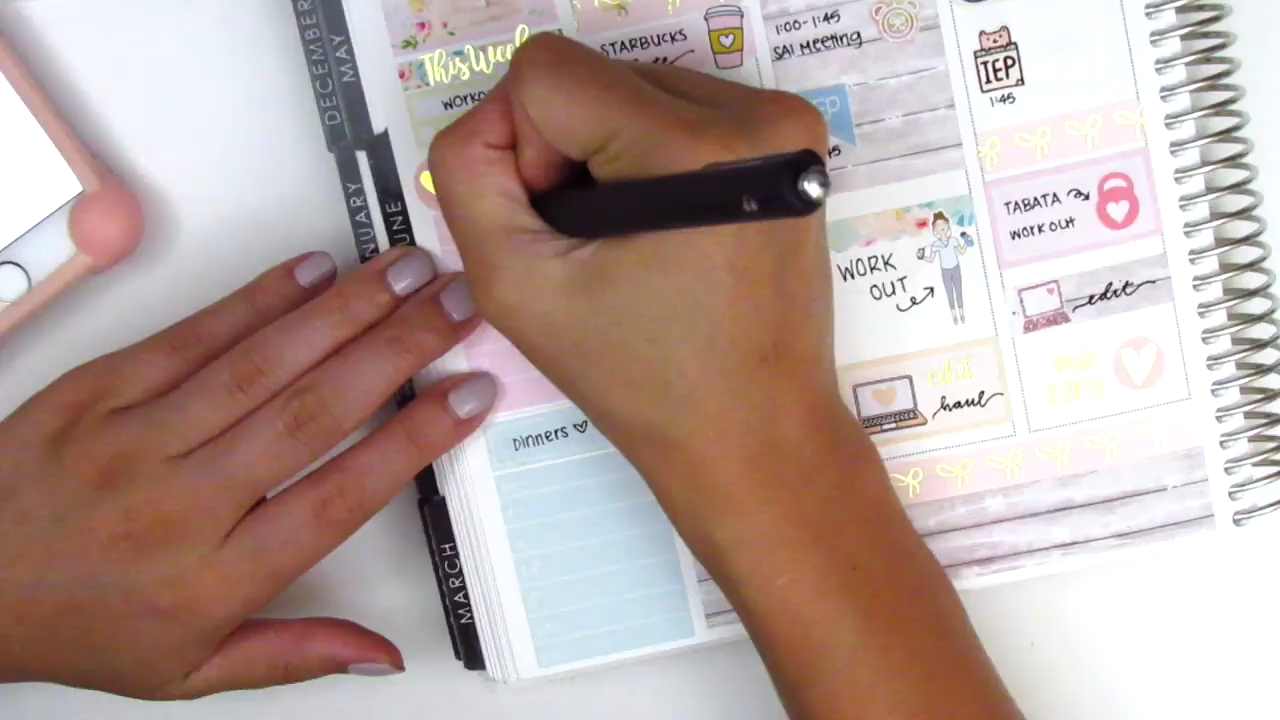 DECEMBER
MAY
JANUARY
JUNE
MARCH
This Week
WORKO
Dinners
STARBUCKS
1:00-1:45
SAI Meeting
WORK
OUT
haul
IEP
1:45
TABATA
WORK OUT
edit